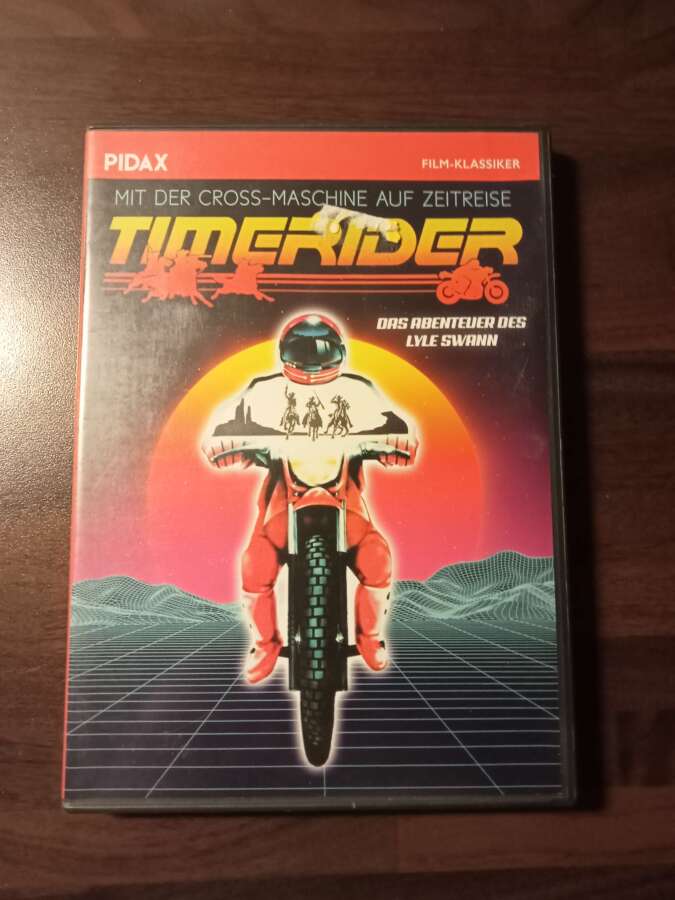 PIDAX
FILM-KLASSIKER
MIT DER CROSS-MASCHINE AUF ZEITREISE
TIMERIDER
DAS ABENTEUER DES
LYLE SWANN